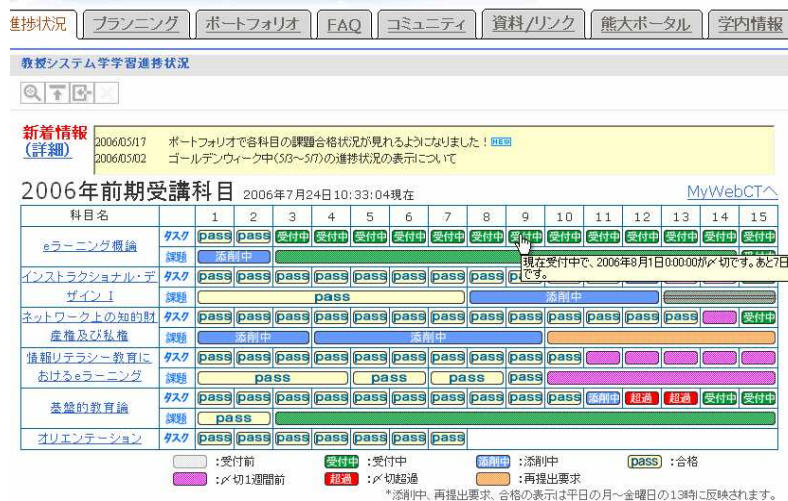 進捗状況 プランニング ポートフォリオ FAQ コミュニティ 資料/リンク 熊大ポータル 学内情報
教授システム学学習進捗状況
新着情報
(詳細)
2006/05/17 ポートフォリオで各科目の課題合格状況が見れるようになりました！NEW
2006/05/02 ゴールデンウィーク中(5/3～5/7)の進捗状況の表示について
2006年前期受講科目 2006年7月24日10:33:04現在 MyWebCTへ
科目名 1 2 3 4 5 6 7 8 9 10 11 12 13 14 15
eラーニング概論
タスク pass pass 受付中 受付中 受付中 受付中 受付中 受付中 受付中 受付中 受付中 受付中 受付中 受付中 受付中
課題 添削中
現在受付中で、2006年8月1日0:00:00が〆切です。あと7日
です。
インストラクショナル・デ
ザイン I
タスク pass pass pass pass pass pass pass pass
課題 pass 添削中
ネットワーク上の知的財
産権及び私権
タスク pass pass pass pass pass pass pass pass pass pass pass pass pass 受付中
課題 添削中 添削中
情報リテラシー教育に
おけるeラーニング
タスク pass pass pass pass pass pass pass pass pass pass
課題 pass pass pass pass
基盤的教育論
タスク pass pass pass pass pass pass pass pass pass pass 添削中 超過 超過 受付中 受付中
課題 pass
オリエンテーション タスク pass pass pass pass pass pass pass
:受付前 受付中 :受付中 添削中 :添削中 pass :合格
:〆切1週間前 超過 :〆切超過 :再提出要求
*添削中、再提出要求、合格の表示は平日の月～金曜日の13時に反映されます。